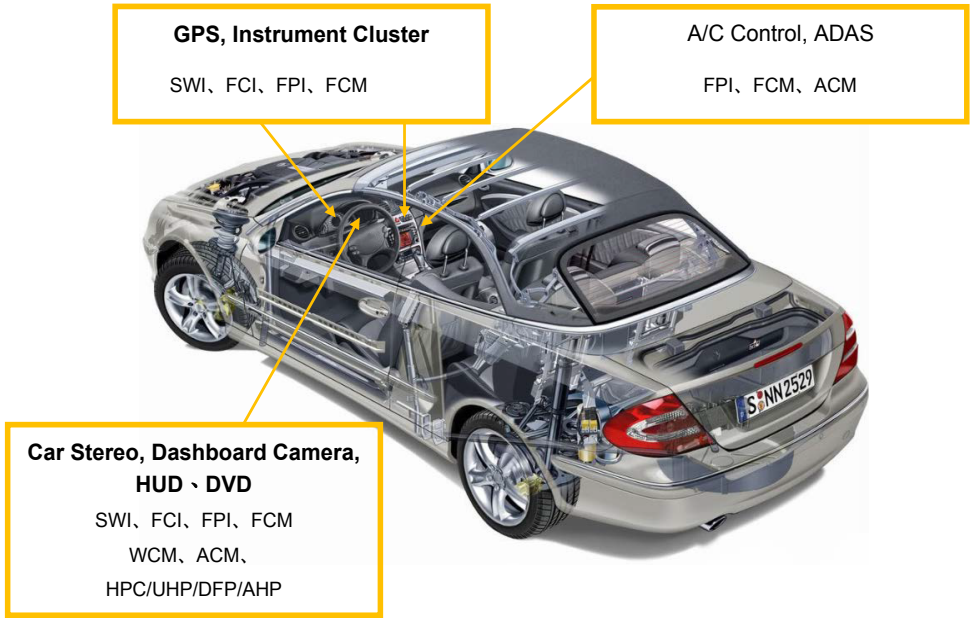 GPS, Instrument Cluster
SWI、FCI、FPI、FCM
A/C Control, ADAS
FPI、FCM、ACM
S NN 2529
Car Stereo, Dashboard Camera,
HUD、DVD
SWI、FCI、FPI、FCM
WCM、ACM、
HPC/UHP/DFP/AHP